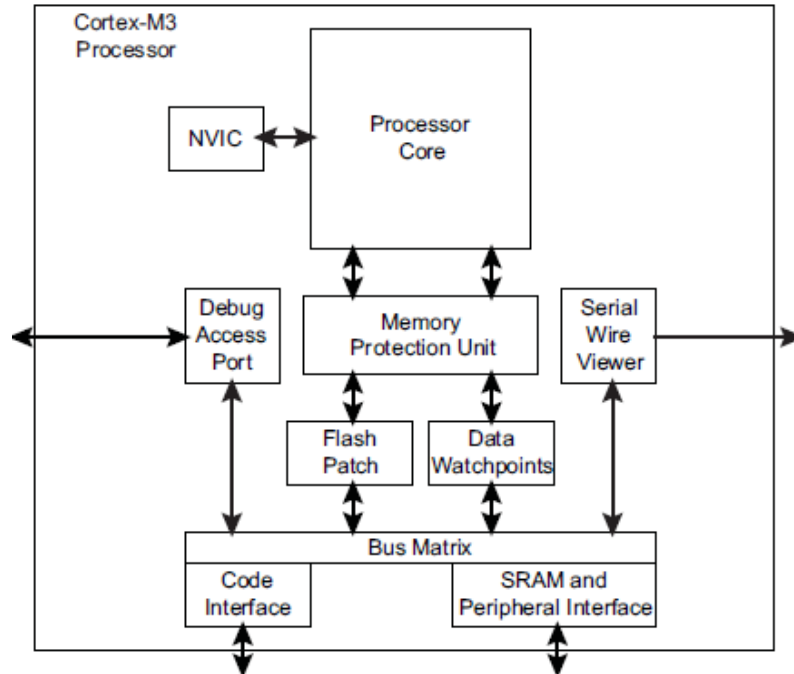 Cortex-M3
Processor
NVIC
Processor
Core
Debug
Access
Port
Memory
Protection Unit
Serial
Wire
Viewer
Flash
Patch
Data
Watchpoints
Bus Matrix
Code
Interface
SRAM and
Peripheral Interface